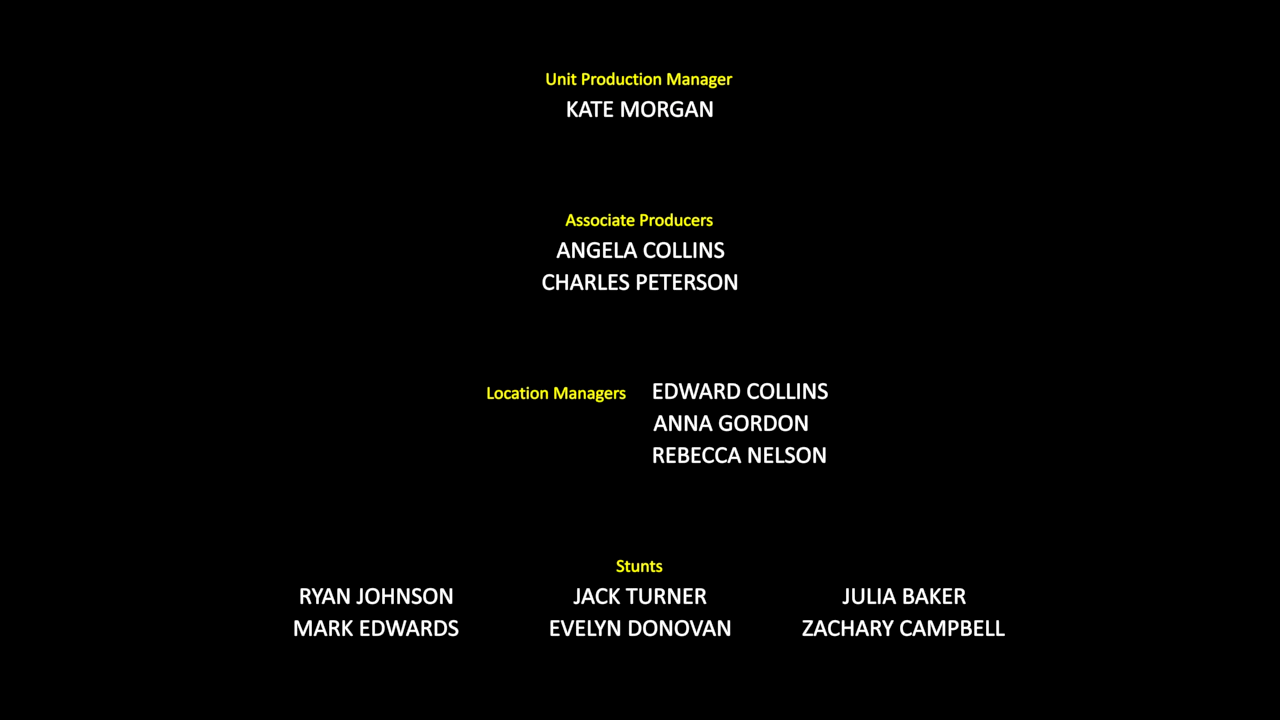 Unit Production Manager
KATE MORGAN
Associate Producers
ANGELA COLLINS
CHARLES PETERSON
Location Managers EDWARD COLLINS
ANNA GORDON
REBECCA NELSON
Stunts
RYAN JOHNSON JACK TURNER JULIA BAKER
MARK EDWARDS EVELYN DONOVAN ZACHARY CAMPBELL